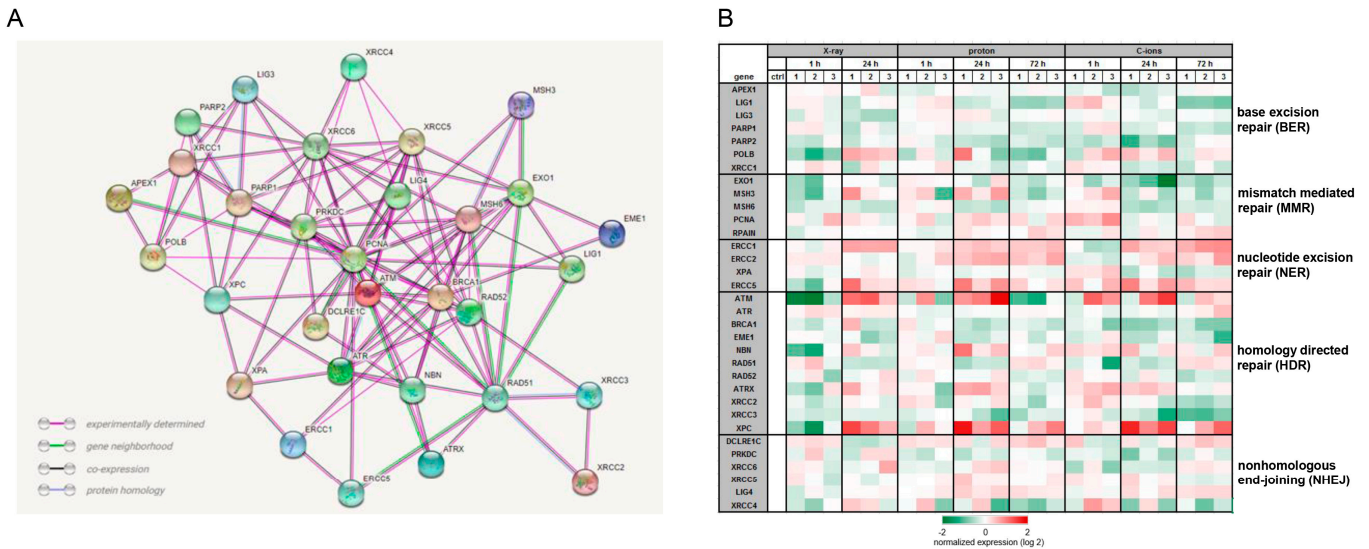 A
XRCC4
LIG3
MSH3
PARP2
XRCC6
XRCC5
XRCC1
APEX1
PARP1
LIG4
EXO1
PRKDC
MSH6
EME1
POLB
PCNA
LIG1
ATM
BRCA1
XPC
RAD52
DCLRE1C
ATR
NBN
RAD51
XRCC3
XPA
ERCC1
ATRX
XRCC2
ERCC5
experimentally determined
gene neighborhood
co-expression
protein homology
B
X-ray proton C-ions
1 h 24 h 1 h 24 h 72 h 1 h 24 h 72 h
gene ctrl 1 2 3 1 2 3 1 2 3 1 2 3 1 2 3 1 2 3 1 2 3 1 2 3
APEX1
LIG1
LIG3
PARP1
PARP2
POLB
XRCC1
base excision
repair (BER)
EXO1
MSH3
MSH6
PCNA
RPAIN
mismatch mediated
repair (MMR)
ERCC1
ERCC2
XPA
ERCC5
nucleotide excision
repair (NER)
ATM
ATR
BRCA1
EME1
NBN
RAD51
RAD52
ATRX
XRCC2
XRCC3
XPC
homology directed
repair (HDR)
DCLRE1C
PRKDC
XRCC6
XRCC5
LIG4
XRCC4
nonhomologous
end-joining (NHEJ)
-2 0 2
normalized expression (log 2)